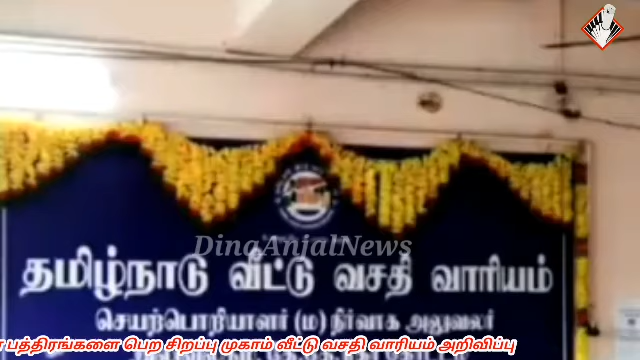 DinaAnjalNews
தமிழ்நாடு வீட்டு வசதி வாரியம்
செயற்பொறியாளர் (ம) நிர்வாக அலுவலர்
பத்திரங்களை பெற சிறப்பு முகாம் வீட்டு வசதி வாரியம் அறிவிப்பு